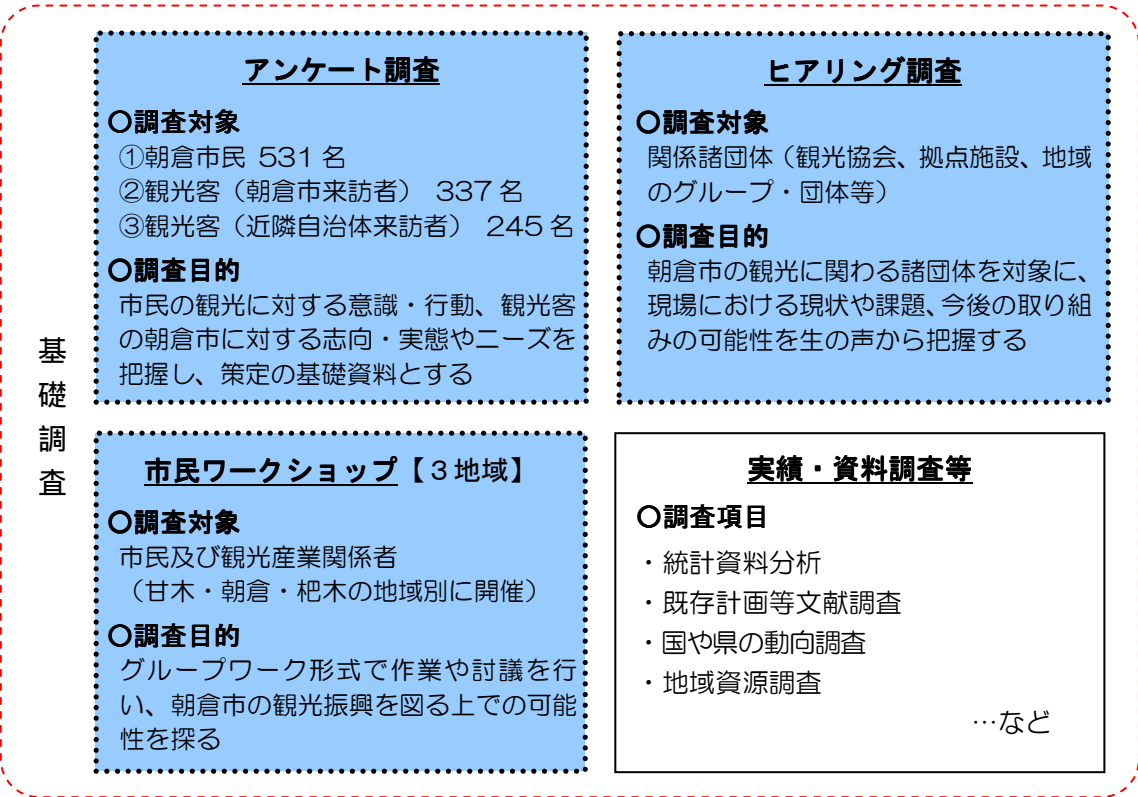 基礎調査
アンケート調査
〇調査対象
①朝倉市民 531 名
②観光客（朝倉市来訪者） 337 名
③観光客（近隣自治体来訪者） 245 名
〇調査目的
市民の観光に対する意識・行動、観光客
の朝倉市に対する志向・実態やニーズを
把握し、策定の基礎資料とする
ヒアリング調査
〇調査対象
関係諸団体（観光協会、拠点施設、地域
のグループ・団体等）
〇調査目的
朝倉市の観光に関わる諸団体を対象に、
現場における現状や課題、今後の取り組
みの可能性を生の声から把握する
市民ワークショップ【３地域】
〇調査対象
市民及び観光産業関係者
（甘木・朝倉・杷木の地域別に開催）
〇調査目的
グループワーク形式で作業や討議を行
い、朝倉市の観光振興を図る上での可能
性を探る
実績・資料調査等
〇調査項目
・統計資料分析
・既存計画等文献調査
・国や県の動向調査
・地域資源調査
…など